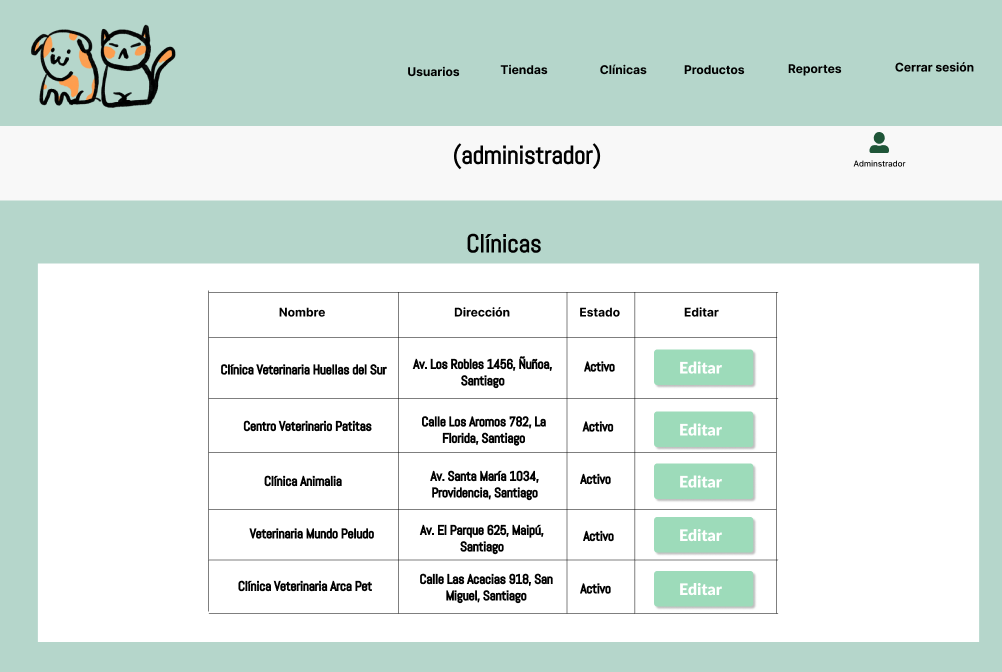 Usuarios Tiendas Clínicas Productos Reportes Cerrar sesión
(administrador)
Adminstrador
Clínicas
Nombre Dirección Estado Editar
Clínica Veterinaria Huellas del Sur
Av. Los Robles 1456, Ñuñoa,
Santiago
Activo
Editar
Centro Veterinario Patitas
Calle Los Aromos 782, La
Florida, Santiago
Activo
Editar
Clínica Animalia
Av. Santa María 1034,
Providencia, Santiago
Activo
Editar
Veterinaria Mundo Peludo
Av. El Parque 625, Maipú,
Santiago
Activo
Editar
Clínica Veterinaria Arca Pet
Calle Las Acacias 918, San
Miguel, Santiago
Activo
Editar